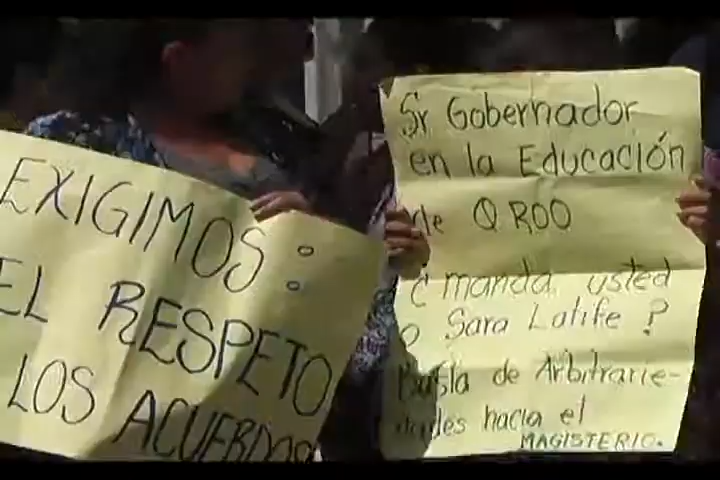 EXIGIMOS:
EL RESPETO
LOS ACUERDOS
Sr Gobernador
en la Educación
de QROO
¿manda usted
o Sara Latife?
Basta de Arbitrarie-
dades hacia el
MAGISTERIO.